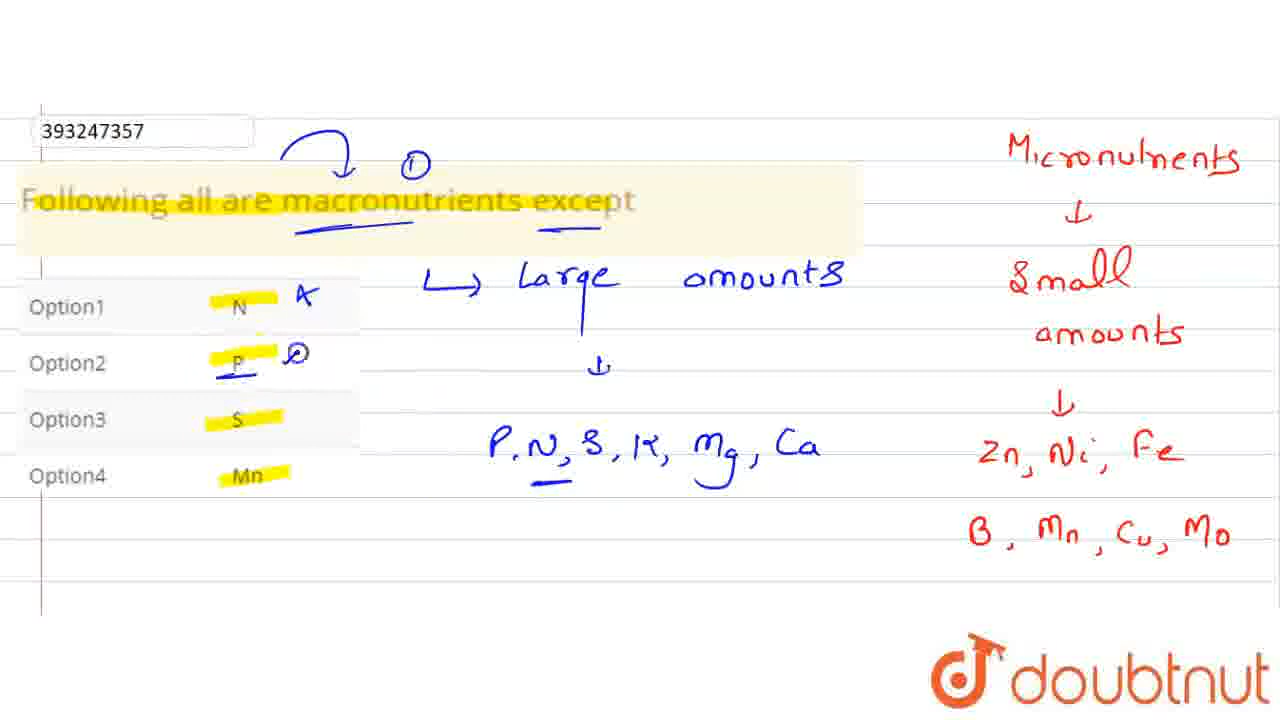 393247357
①
Following all are macronutrients except
Option1 N
Option2 P
Option3 S
Option4 Mn
Large amounts
P, N, S, K, Mg, Ca
Micronutrients
Small
amounts
Zn, Ni, Fe
B, Mn, Cu, Mo
doubtnut